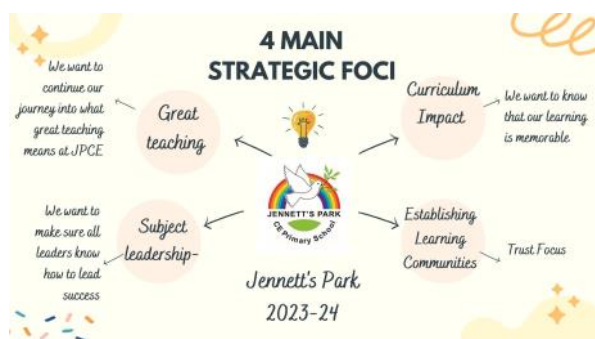 4 MAIN
STRATEGIC FOCI
We want to
continue our
journey into what
great teaching
means at JPCE
Great
teaching
Curriculum
Impact
We want to know
that our learning
is memorable
We want to
make sure all
leaders know
how to lead
success
Subject
leadership-
JENNETT'S PARK
CE Primary School
Establishing
Learning
Communities
Trust Focus
Jennett's Park
2023-24